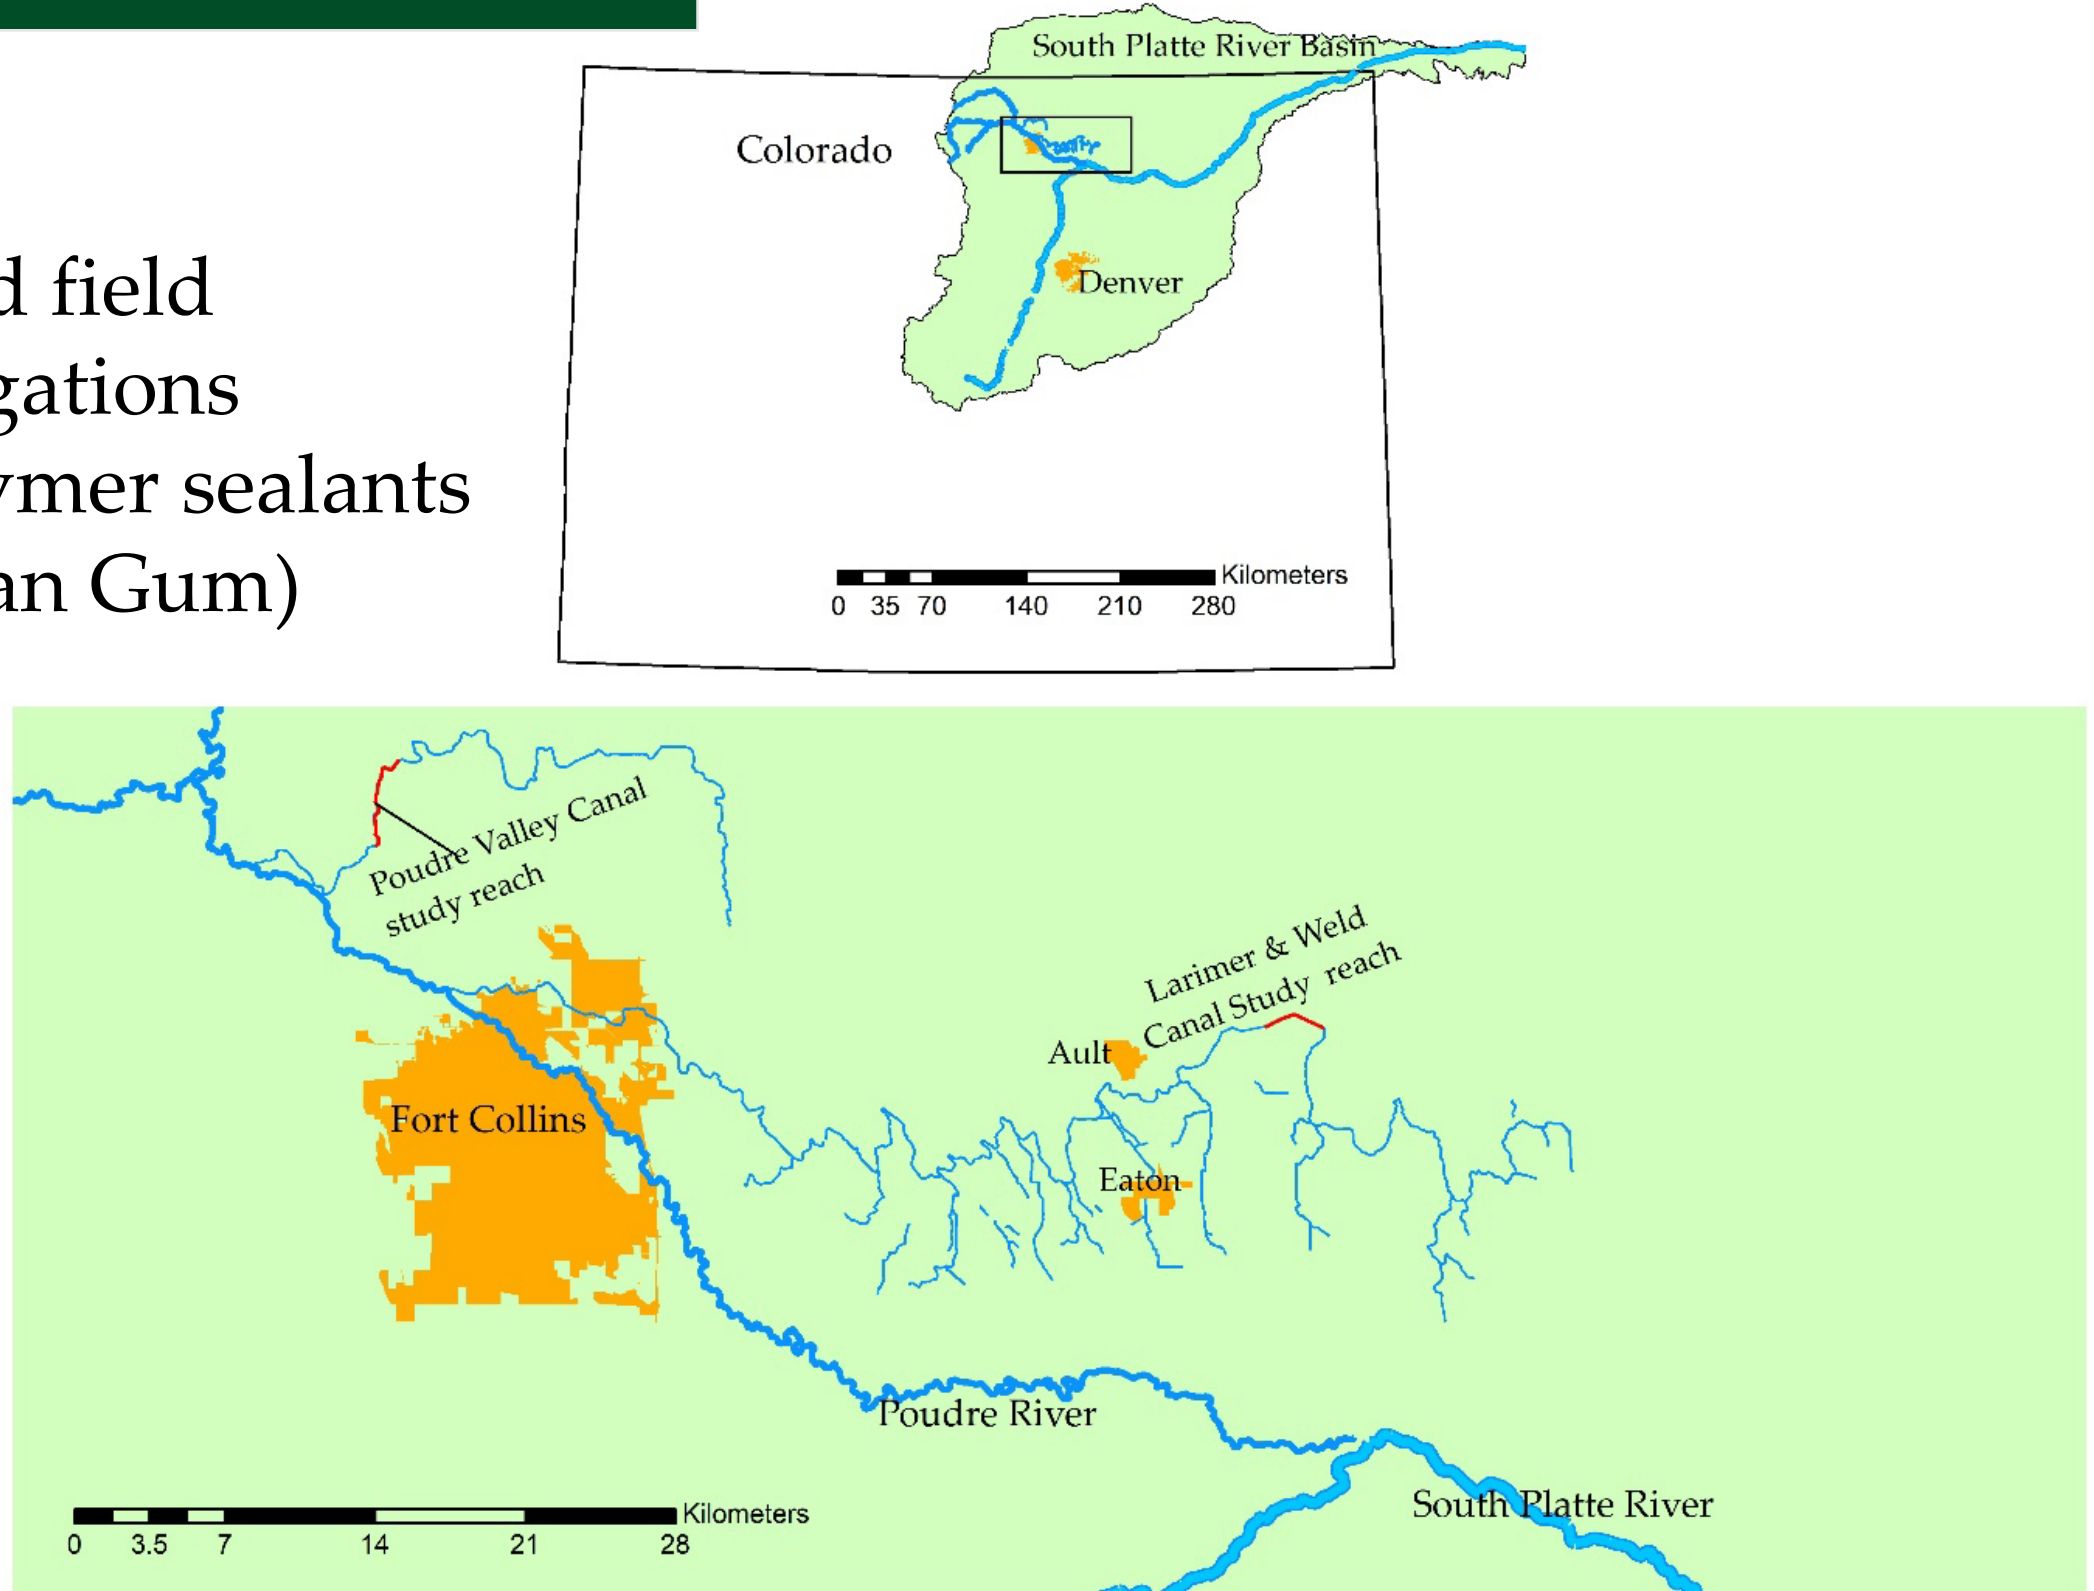 d field
gations
ymer sealants
an Gum)
South Platte River Basin
Colorado
Denver
Kilometers
0 35 70 140 210 280
Poudre Valley Canal
study reach
Larimer & Weld
Canal Study reach
Ault
Fort Collins
Eaton
Poudre River
South Platte River
Kilometers
0 3.5 7 14 21 28